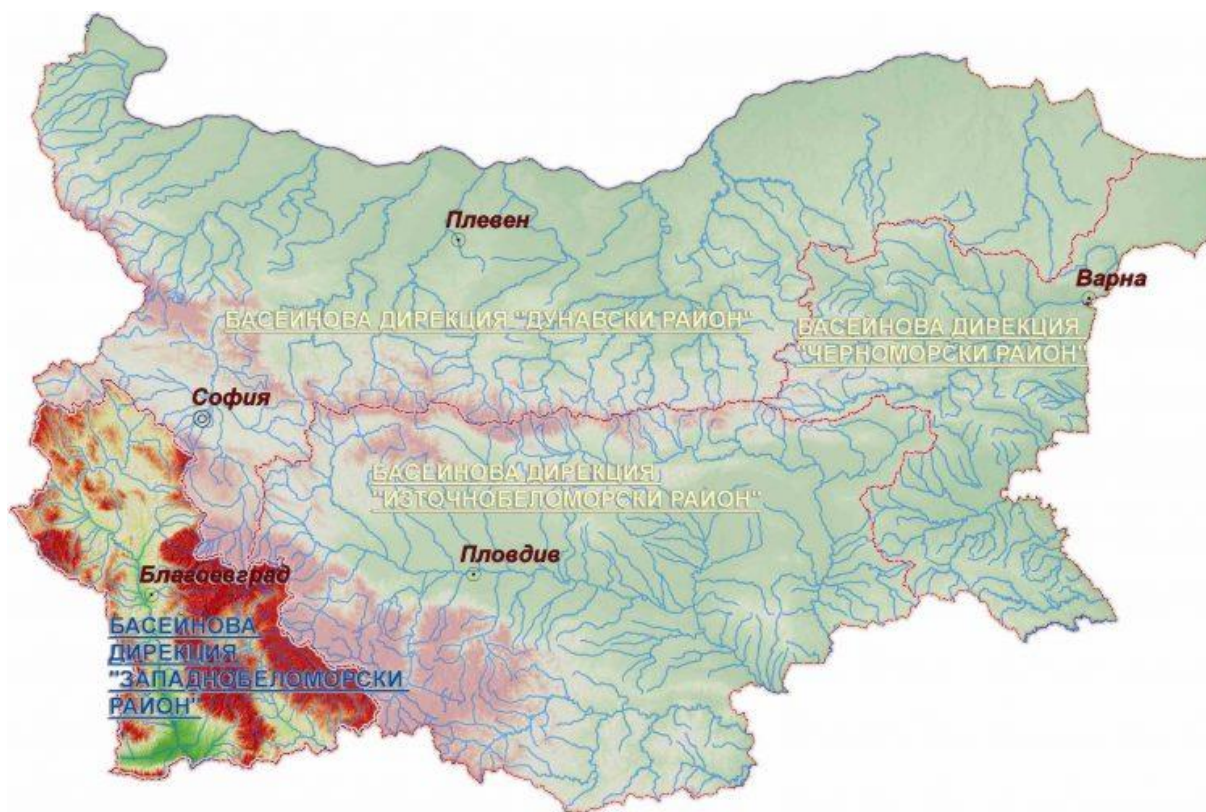 Плевен
Варна
БАСЕЙНОВА ДИРЕКЦИЯ "ДУНАВСКИ РАЙОН"
БАСЕЙНОВА ДИРЕКЦИЯ
"ЧЕРНОМОРСКИ РАЙОН"
София
БАСЕЙНОВА ДИРЕКЦИЯ
"ИЗТОЧНОБЕЛОМОРСКИ РАЙОН"
Пловдив
Благоевград
БАСЕЙНОВА
ДИРЕКЦИЯ
"ЗАПАДНОБЕЛОМОРСКИ
РАЙОН"